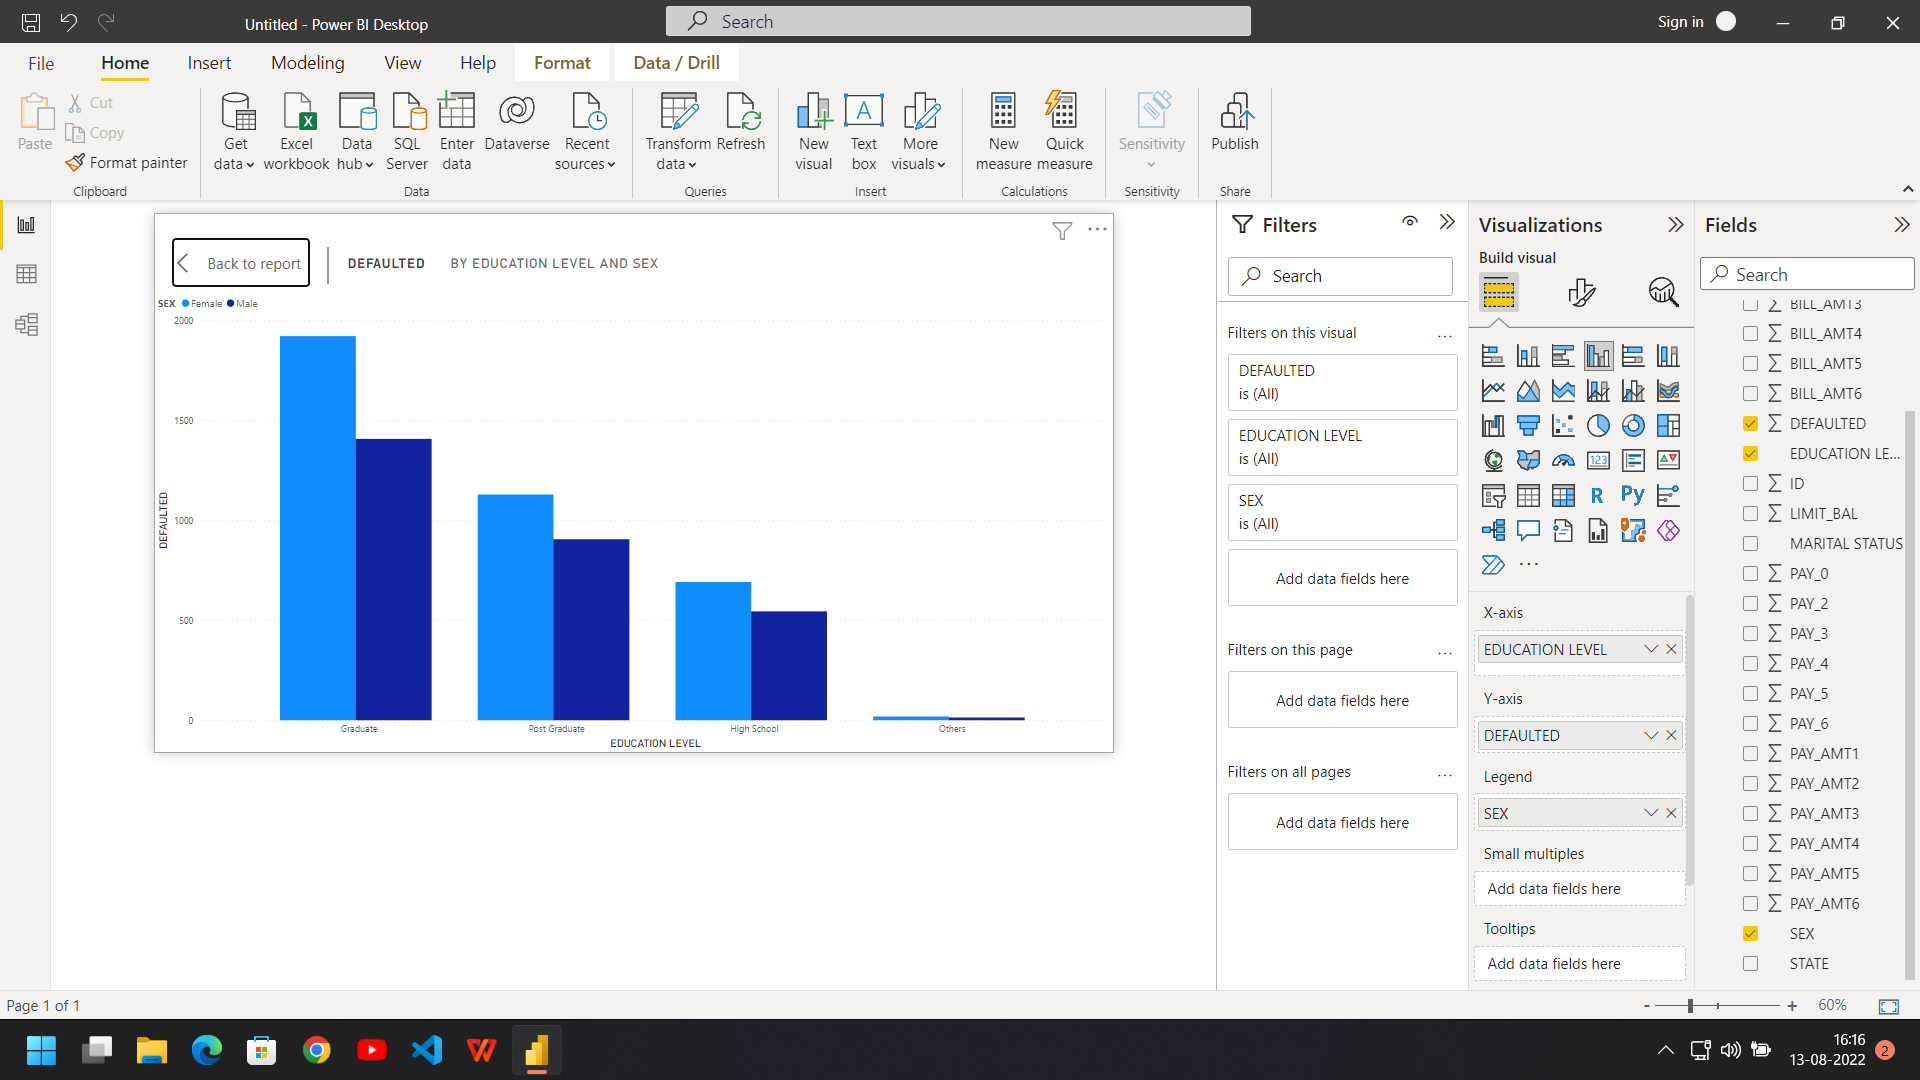 Untitled - Power BI Desktop
Search
Sign in
File
Home
Insert
Modeling
View
Help
Format
Data / Drill
Paste
Cut
Copy
Format painter
Clipboard
Get data
Excel workbook
Data hub
SQL Server
Enter data
Dataverse
Recent sources
Data
Transform data
Refresh
Queries
New visual
Text box
More visuals
Insert
New measure
Quick measure
Calculations
Sensitivity
Sensitivity
Publish
Share
Back to report
DEFAULTED
BY EDUCATION LEVEL AND SEX
SEX Female Male
2000
1500
1000
500
0
DEFAULTED
Graduate
Post Graduate
High School
Others
EDUCATION LEVEL
Filters
Search
Filters on this visual
...
DEFAULTED
is (All)
EDUCATION LEVEL
is (All)
SEX
is (All)
Add data fields here
Filters on this page
...
Add data fields here
Filters on all pages
...
Add data fields here
Visualizations
Build visual
123
R
Py
...
X-axis
EDUCATION LEVEL
Y-axis
DEFAULTED
Legend
SEX
Small multiples
Add data fields here
Tooltips
Add data fields here
Fields
Search
BILL_AMT3
BILL_AMT4
BILL_AMT5
BILL_AMT6
DEFAULTED
EDUCATION LE...
ID
LIMIT_BAL
MARITAL STATUS
PAY_0
PAY_2
PAY_3
PAY_4
PAY_5
PAY_6
PAY_AMT1
PAY_AMT2
PAY_AMT3
PAY_AMT4
PAY_AMT5
PAY_AMT6
SEX
STATE
Page 1 of 1
- + 60%
16:16
13-08-2022
2